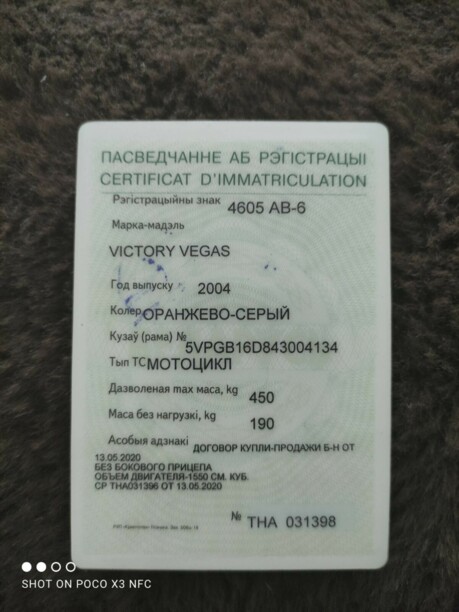 ПАСВЕДЧАННЕ АБ РЭГІСТРАЦЫІ
CERTIFICAT D'IMMATRICULATION
Рэгістрацыйны знак 4605 AB-6
Марка-мадэль
VICTORY VEGAS
Год выпуску 2004
Колер ОРАНЖЕВО-СЕРЫЙ
Кузаў (рама) № 5VPGB16D843004134
Тып ТС МОТОЦИКЛ
Дазволеная max маса, kg 450
Маса без нагрузкі, kg 190
Асобыя адзнакі ДОГОВОР КУПЛИ-ПРОДАЖИ Б-Н ОТ
13.05.2020
БЕЗ БОКОВОГО ПРИЦЕПА
ОБЪЕМ ДВИГАТЕЛЯ-1550 СМ. КУБ.
СР ТНА031396 ОТ 13.05.2020
№ THA 031398
SHOT ON POCO X3 NFC